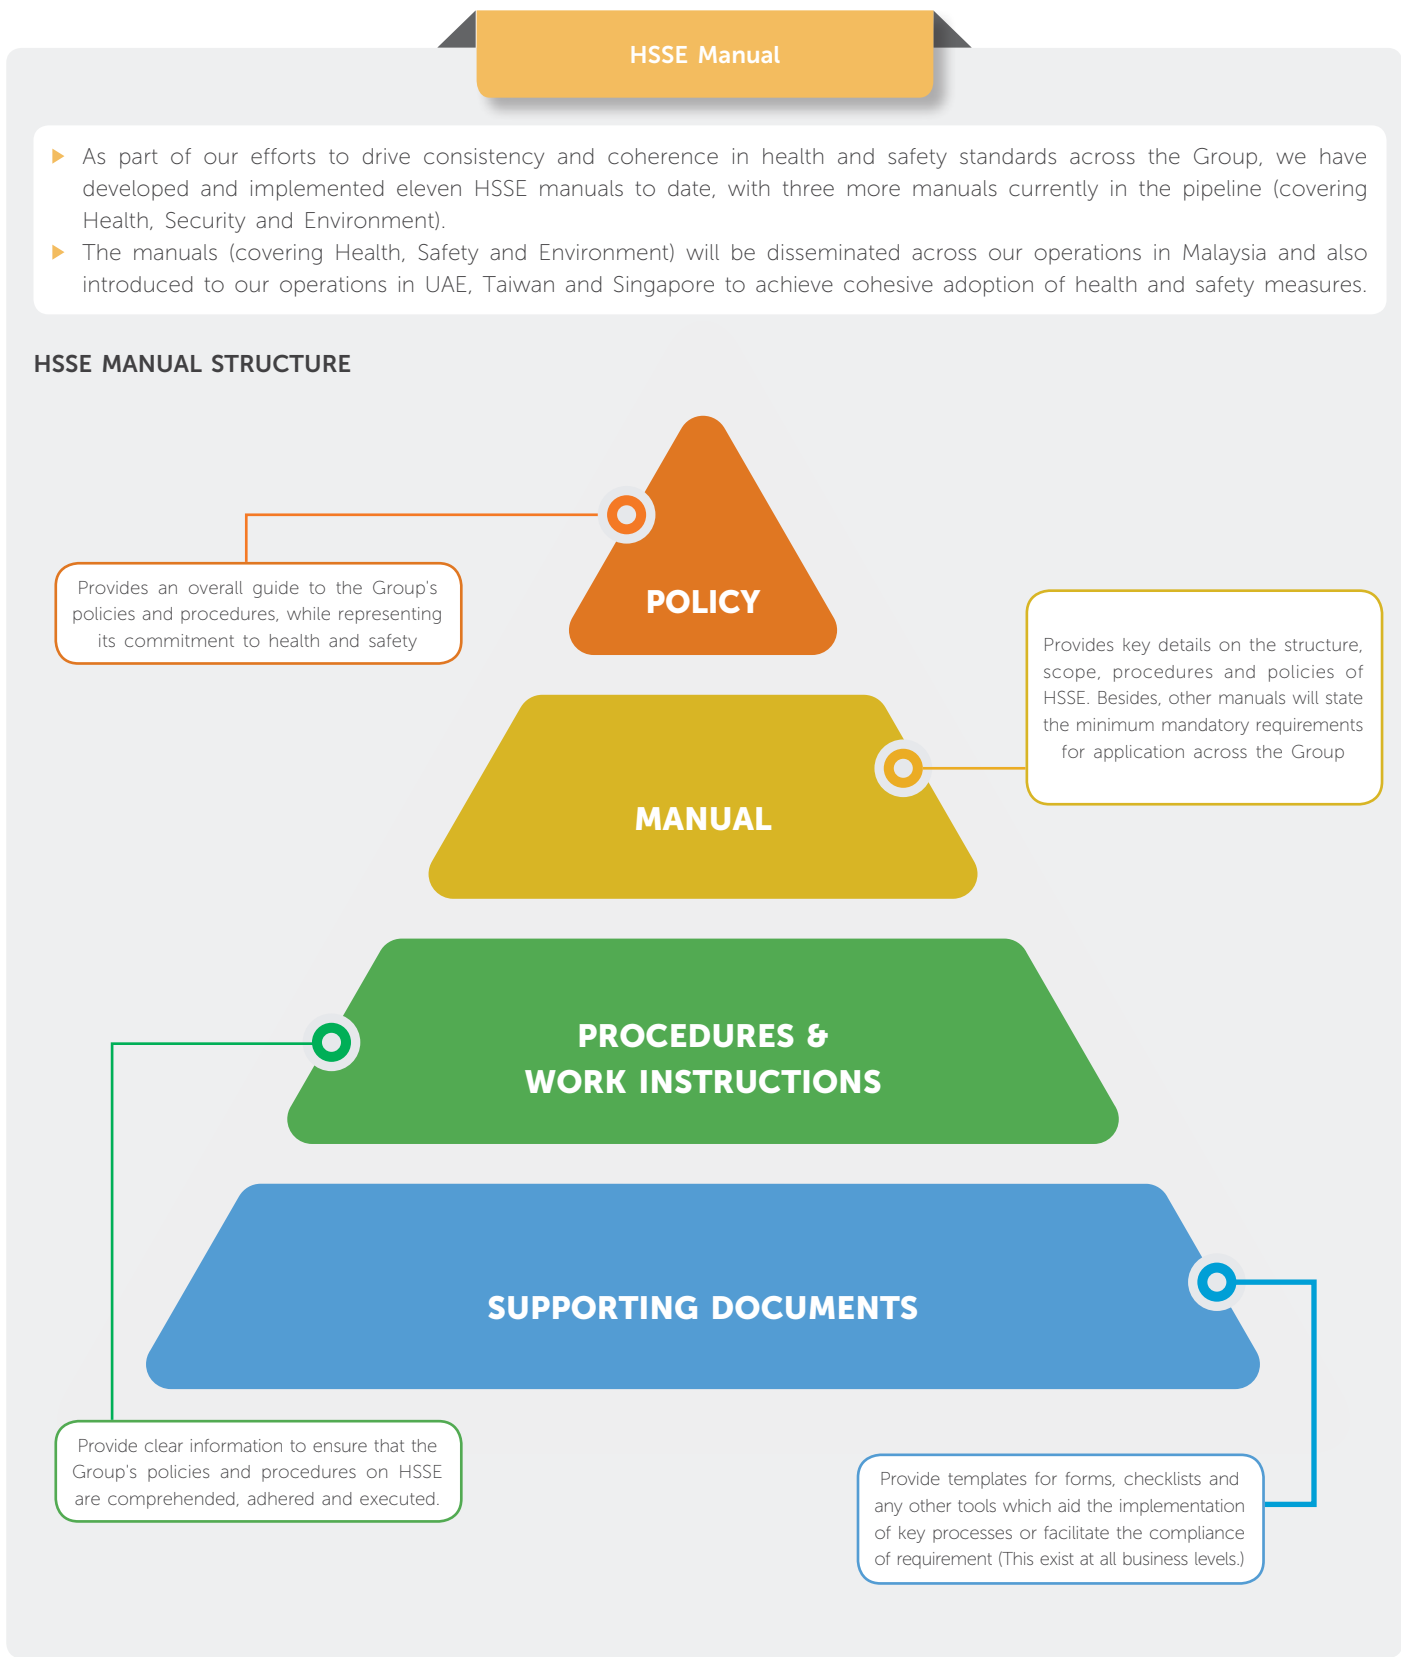 HSSE Manual
As part of our efforts to drive consistency and coherence in health and safety standards across the Group, we have
developed and implemented eleven HSSE manuals to date, with three more manuals currently in the pipeline (covering
Health, Security and Environment).
The manuals (covering Health, Safety and Environment) will be disseminated across our operations in Malaysia and also
introduced to our operations in UAE, Taiwan and Singapore to achieve cohesive adoption of health and safety measures.
HSSE MANUAL STRUCTURE
POLICY
Provides an overall guide to the Group's
policies and procedures, while representing
its commitment to health and safety
MANUAL
Provides key details on the structure,
scope, procedures and policies of
HSSE. Besides, other manuals will state
the minimum mandatory requirements
for application across the Group
PROCEDURES &
WORK INSTRUCTIONS
SUPPORTING DOCUMENTS
Provide clear information to ensure that the
Group's policies and procedures on HSSE
are comprehended, adhered and executed.
Provide templates for forms, checklists and
any other tools which aid the implementation
of key processes or facilitate the compliance
of requirement (This exist at all business levels.)